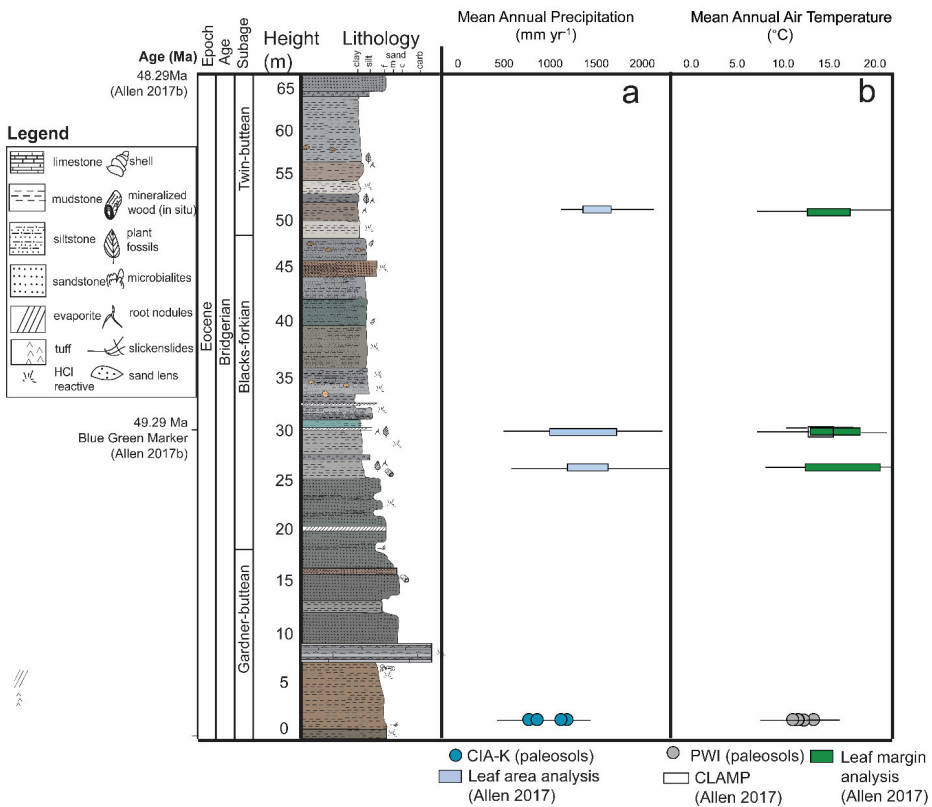 Mean Annual Precipitation
(mm yr-1)
Mean Annual Air Temperature
(°C)
Age (Ma)
Epoch
Age
Subage
Height
(m)
Lithology
clay
silt
f
m
sand
c
carb
0
500
1000
1500
2000
0.0
5.0
10.0
15.0
20.0
48.29Ma
(Allen 2017b)
a
b
Legend
limestone
shell
mudstone
mineralized
wood (in situ)
siltstone
plant
fossils
sandstone
microbialites
evaporite
root nodules
tuff
slickenslides
HCl
reactive
sand lens
49.29 Ma
Blue Green Marker
(Allen 2017b)
Eocene
Bridgerian
Twin-buttean
Blacks-forkian
Gardner-buttean
65
60
55
50
45
40
35
30
25
20
15
10
5
0
CIA-K (paleosols)
Leaf area analysis
(Allen 2017)
PWI (paleosols)
CLAMP
(Allen 2017)
Leaf margin
analysis
(Allen 2017)